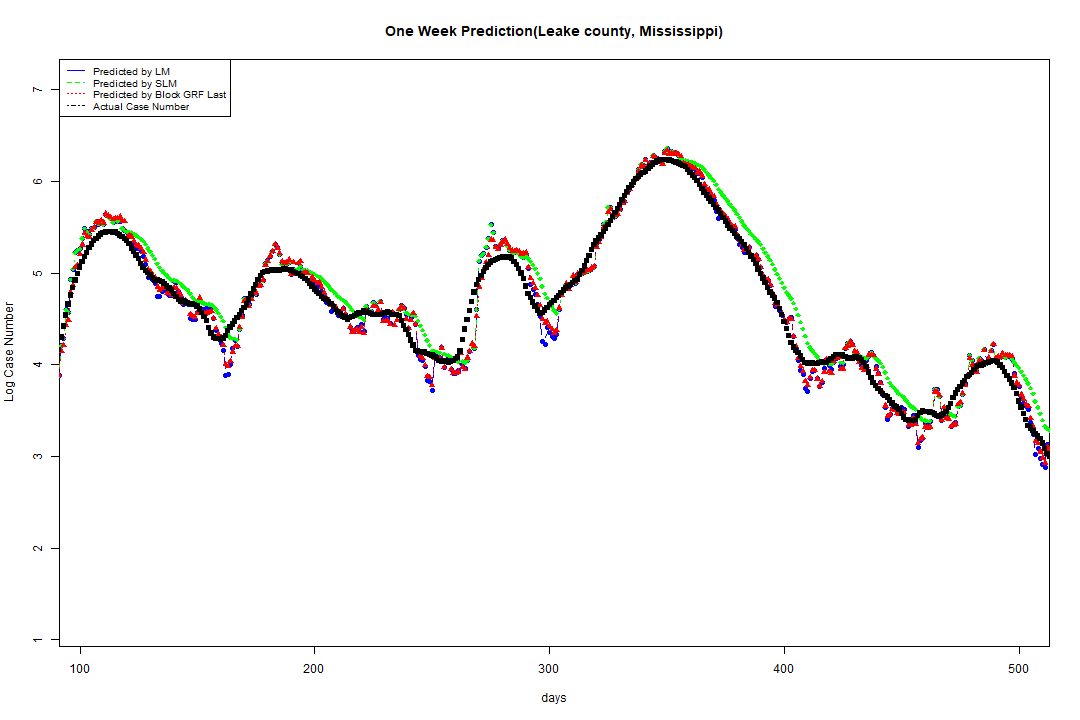 One Week Prediction(Leake county, Mississippi)
Predicted by LM
Predicted by SLM
Predicted by Block GRF Last
Actual Case Number
7
6
5
4
3
2
1
Log Case Number
100 200 300 400 500
days